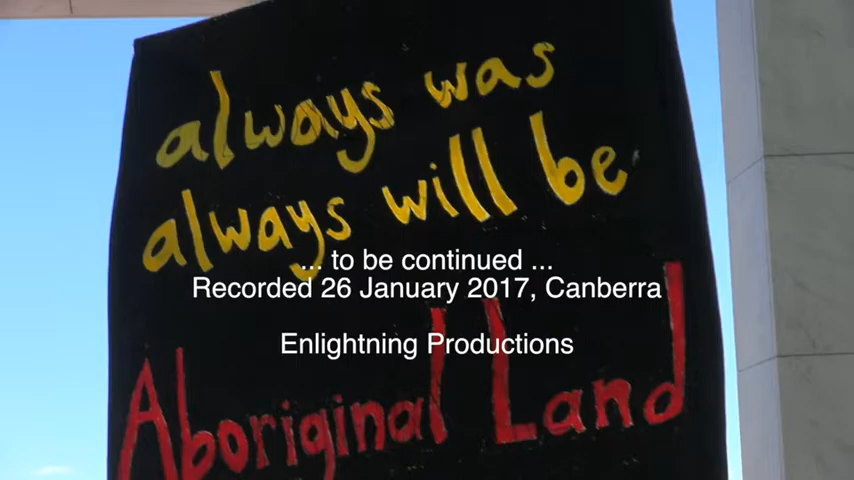 always was
always will be
... to be continued ...
Recorded 26 January 2017, Canberra
Enlightning Productions
Aboriginal Land